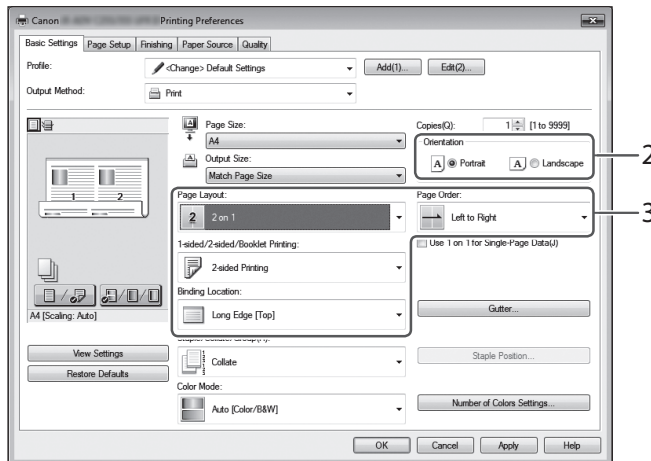 Canon Printing Preferences
Basic Settings Page Setup Finishing Paper Source Quality
Profile: <Change> Default Settings Add(1)... Edit(2)...
Output Method: Print
Page Size: Copies(Q): 1 [1 to 9999]
A4 Orientation
Output Size: A Portrait A Landscape 2
Match Page Size
Page Layout: Page Order:
2 2 on 1 Left to Right 3
1 2
1-sided/2-sided/Booklet Printing: Use 1 on 1 for Single-Page Data(J)
2-sided Printing
Binding Location:
Long Edge [Top] Gutter...
A4 [Scaling: Auto]
View Settings Collate Staple Position...
Restore Defaults
Color Mode:
Auto [Color/B&W] Number of Colors Settings...
OK Cancel Apply Help